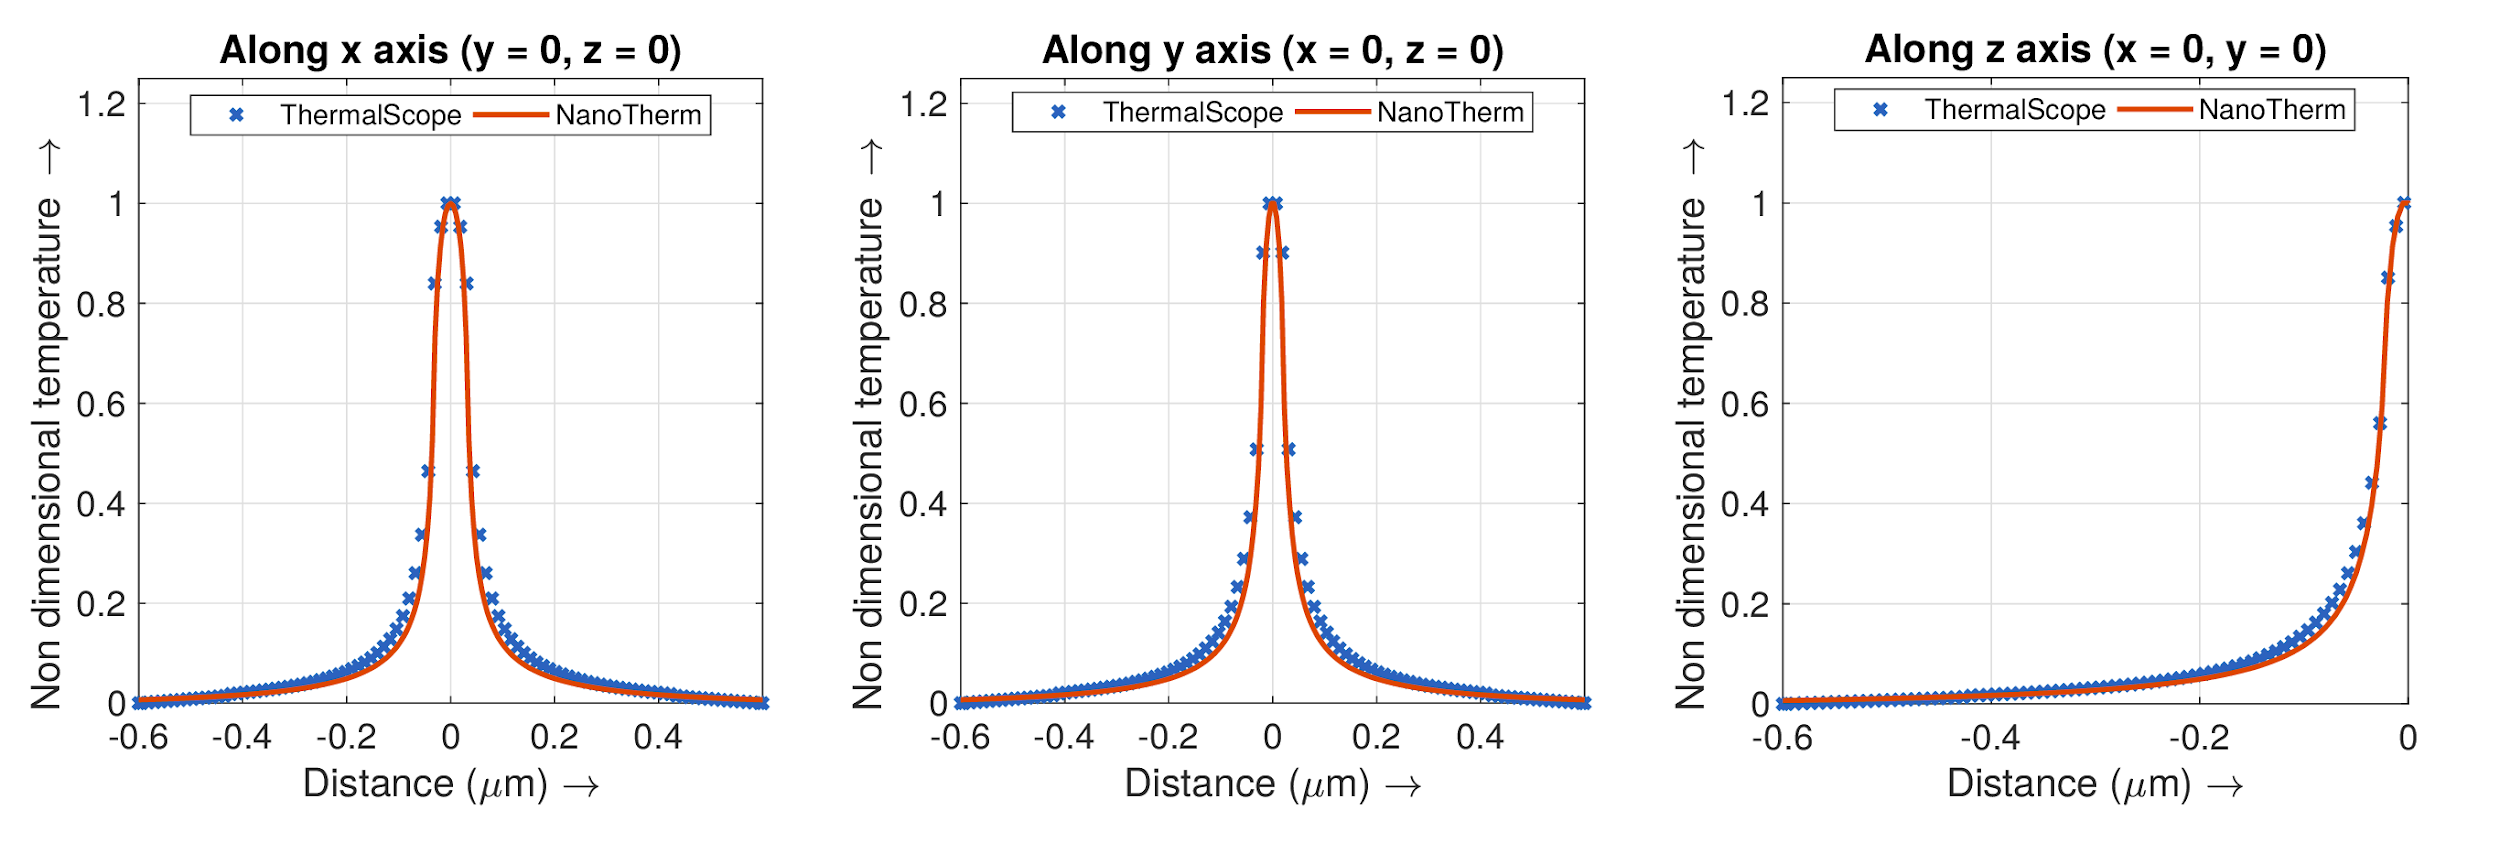 Along x axis (y = 0, z = 0)
ThermalScope NanoTherm
Non dimensional temperature →
1.2
1
0.8
0.6
0.4
0.2
0
-0.6 -0.4 -0.2 0 0.2 0.4
Distance (μm) →
Along y axis (x = 0, z = 0)
ThermalScope NanoTherm
Non dimensional temperature →
1.2
1
0.8
0.6
0.4
0.2
0
-0.6 -0.4 -0.2 0 0.2 0.4
Distance (μm) →
Along z axis (x = 0, y = 0)
ThermalScope NanoTherm
Non dimensional temperature →
1.2
1
0.8
0.6
0.4
0.2
0
-0.6 -0.4 -0.2 0
Distance (μm) →